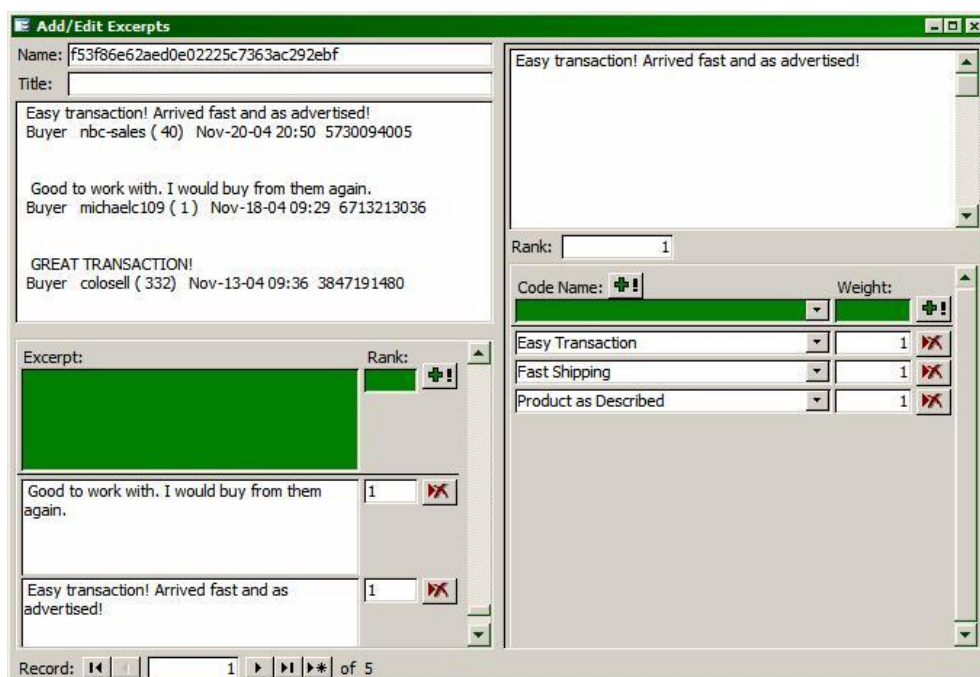 Add/Edit Excerpts
Name: f53f86e62aed0e02225c7363ac292ebf
Title:
Easy transaction! Arrived fast and as advertised!
Buyer nbc-sales ( 40) Nov-20-04 20:50 5730094005
Good to work with. I would buy from them again.
Buyer michaelc109 ( 1 ) Nov-18-04 09:29 6713213036
GREAT TRANSACTION!
Buyer colosell ( 332) Nov-13-04 09:36 3847191480
Excerpt: Rank:
Good to work with. I would buy from them 1
again.
Easy transaction! Arrived fast and as 1
advertised!
Record: 1 of 5
Easy transaction! Arrived fast and as advertised!
Rank: 1
Code Name: Weight:
Easy Transaction 1
Fast Shipping 1
Product as Described 1